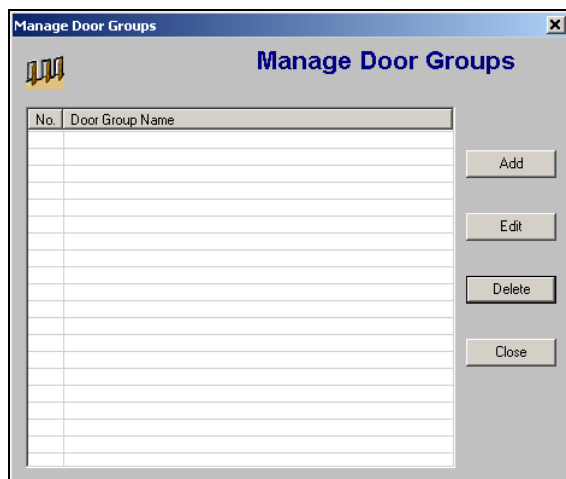 Manage Door Groups
Manage Door Groups
No. Door Group Name
Add
Edit
Delete
Close